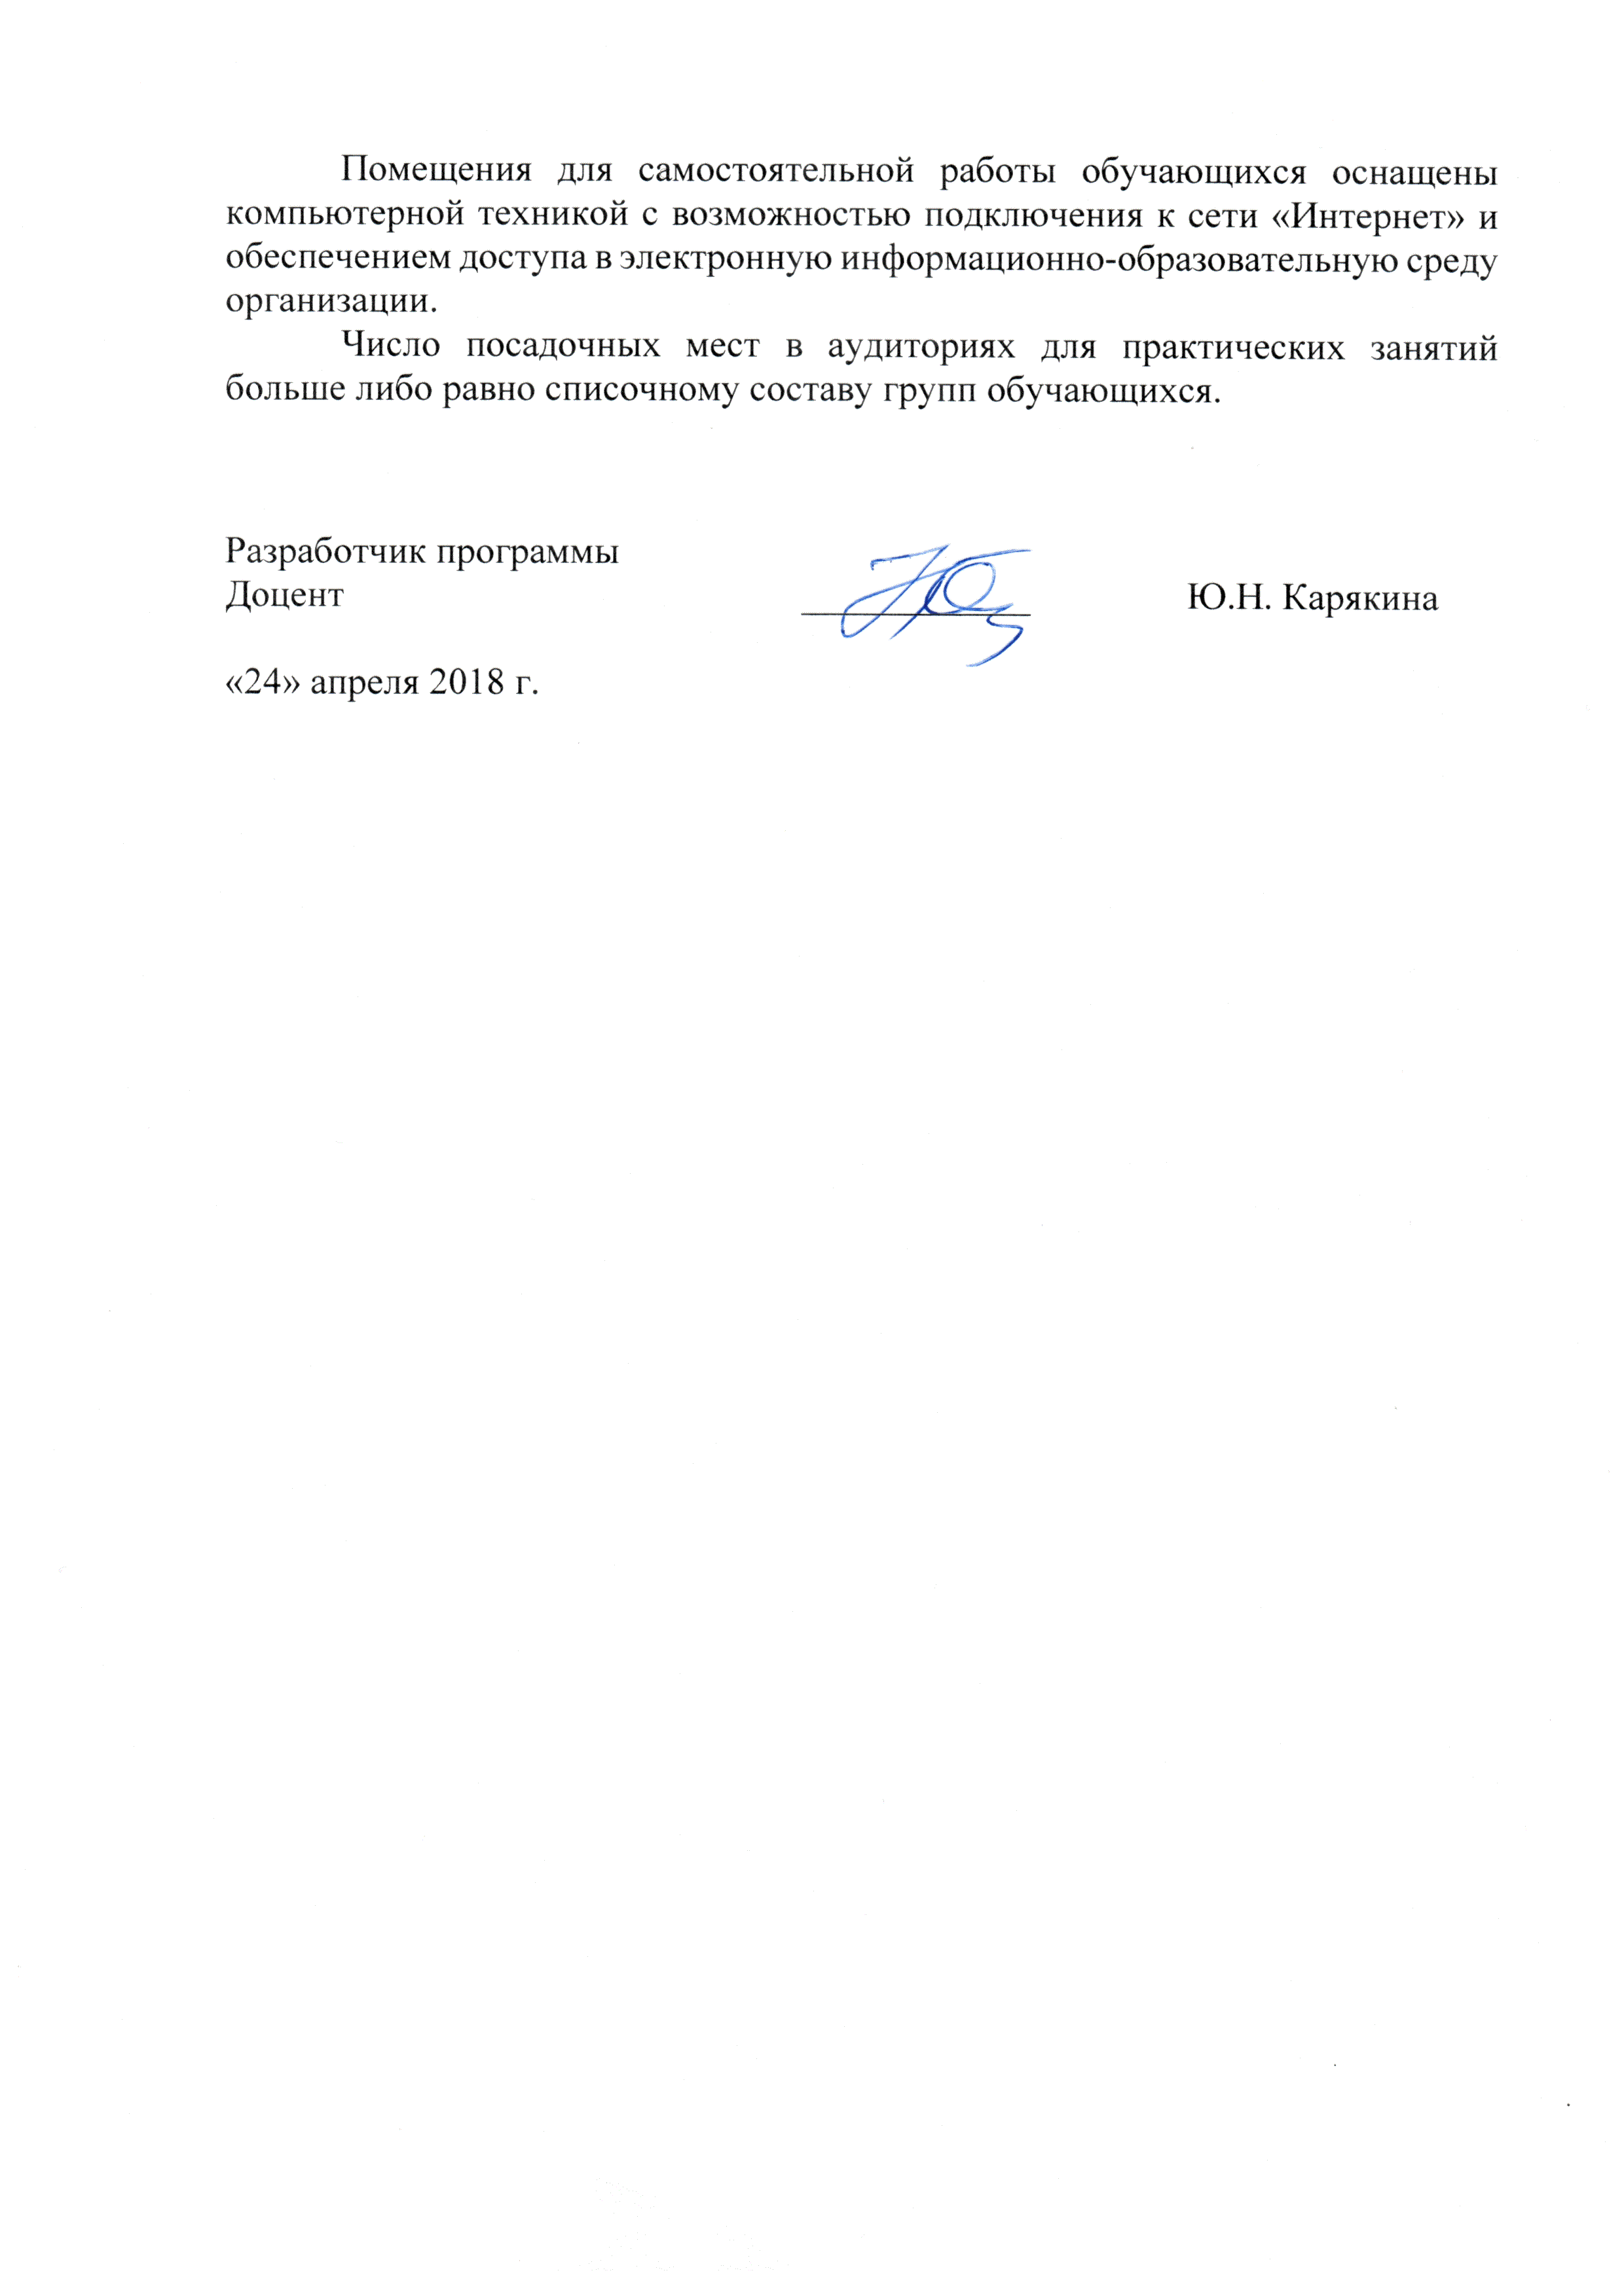 Помещения для самостоятельной работы обучающихся оснащены
компьютерной техникой с возможностью подключения к сети «Интернет» и
обеспечением доступа в электронную информационно-образовательную среду
организации.
Число посадочных мест в аудиториях для практических занятий
больше либо равно списочному составу групп обучающихся.
Разработчик программы
Доцент Ю.Н. Карякина
«24» апреля 2018 г.